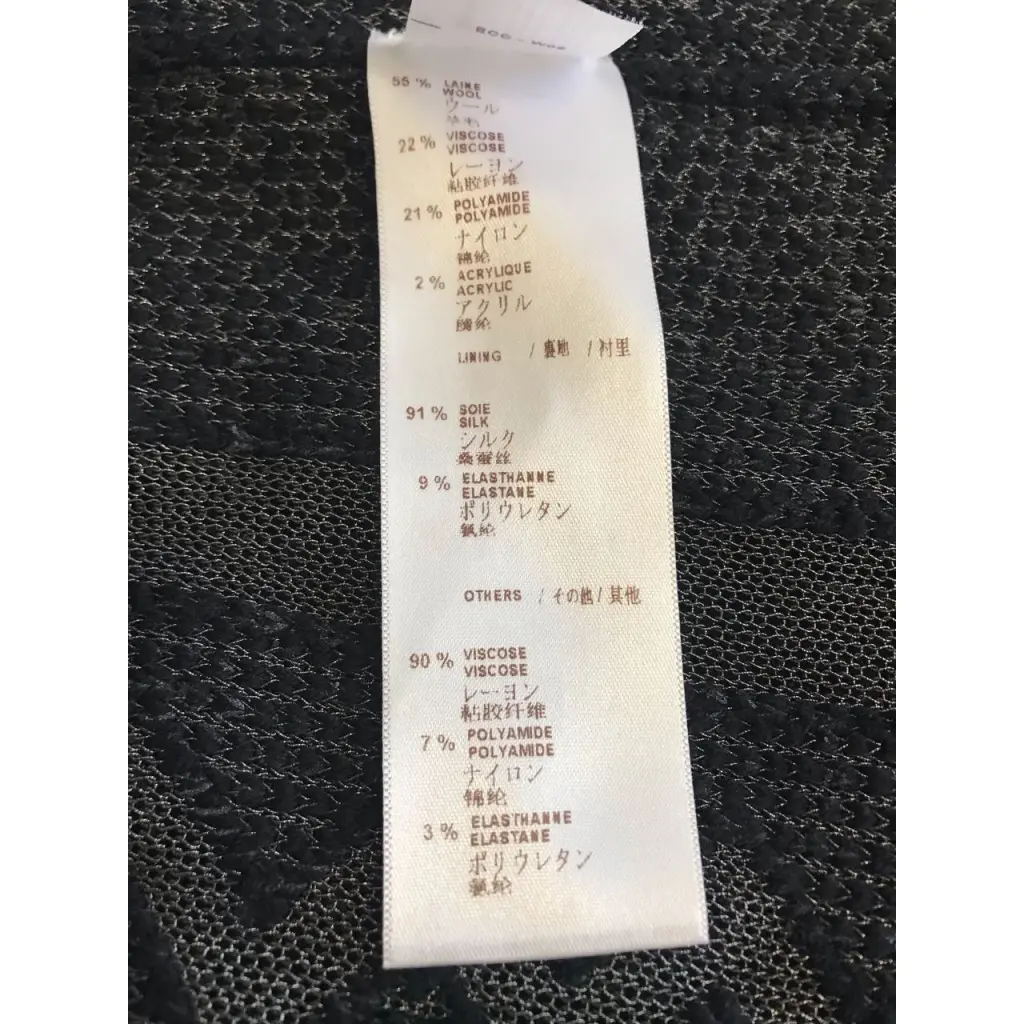 55 % LAINE
WOOL
ウール
羊毛
22 % VISCOSE
VISCOSE
レーヨン
粘胶纤维
21 % POLYAMIDE
POLYAMIDE
ナイロン
锦纶
2 % ACRYLIQUE
ACRYLIC
アクリル
腈纶
LINING / 裏地 / 衬里
91 % SOIE
SILK
シルク
桑蚕丝
9 % ELASTHANNE
ELASTANE
ポリウレタン
氨纶
OTHERS / その他 / 其他
90 % VISCOSE
VISCOSE
レーヨン
粘胶纤维
7 % POLYAMIDE
POLYAMIDE
ナイロン
锦纶
3 % ELASTHANNE
ELASTANE
ポリウレタン
氨纶